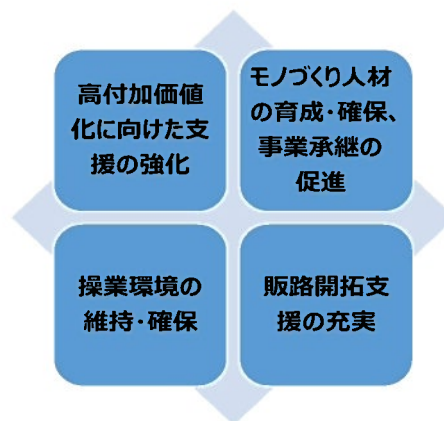 高付加価値
化に向けた支
援の強化
モノづくり人材
の育成・確保、
事業承継の
促進
操業環境の
維持・確保
販路開拓支
援の充実